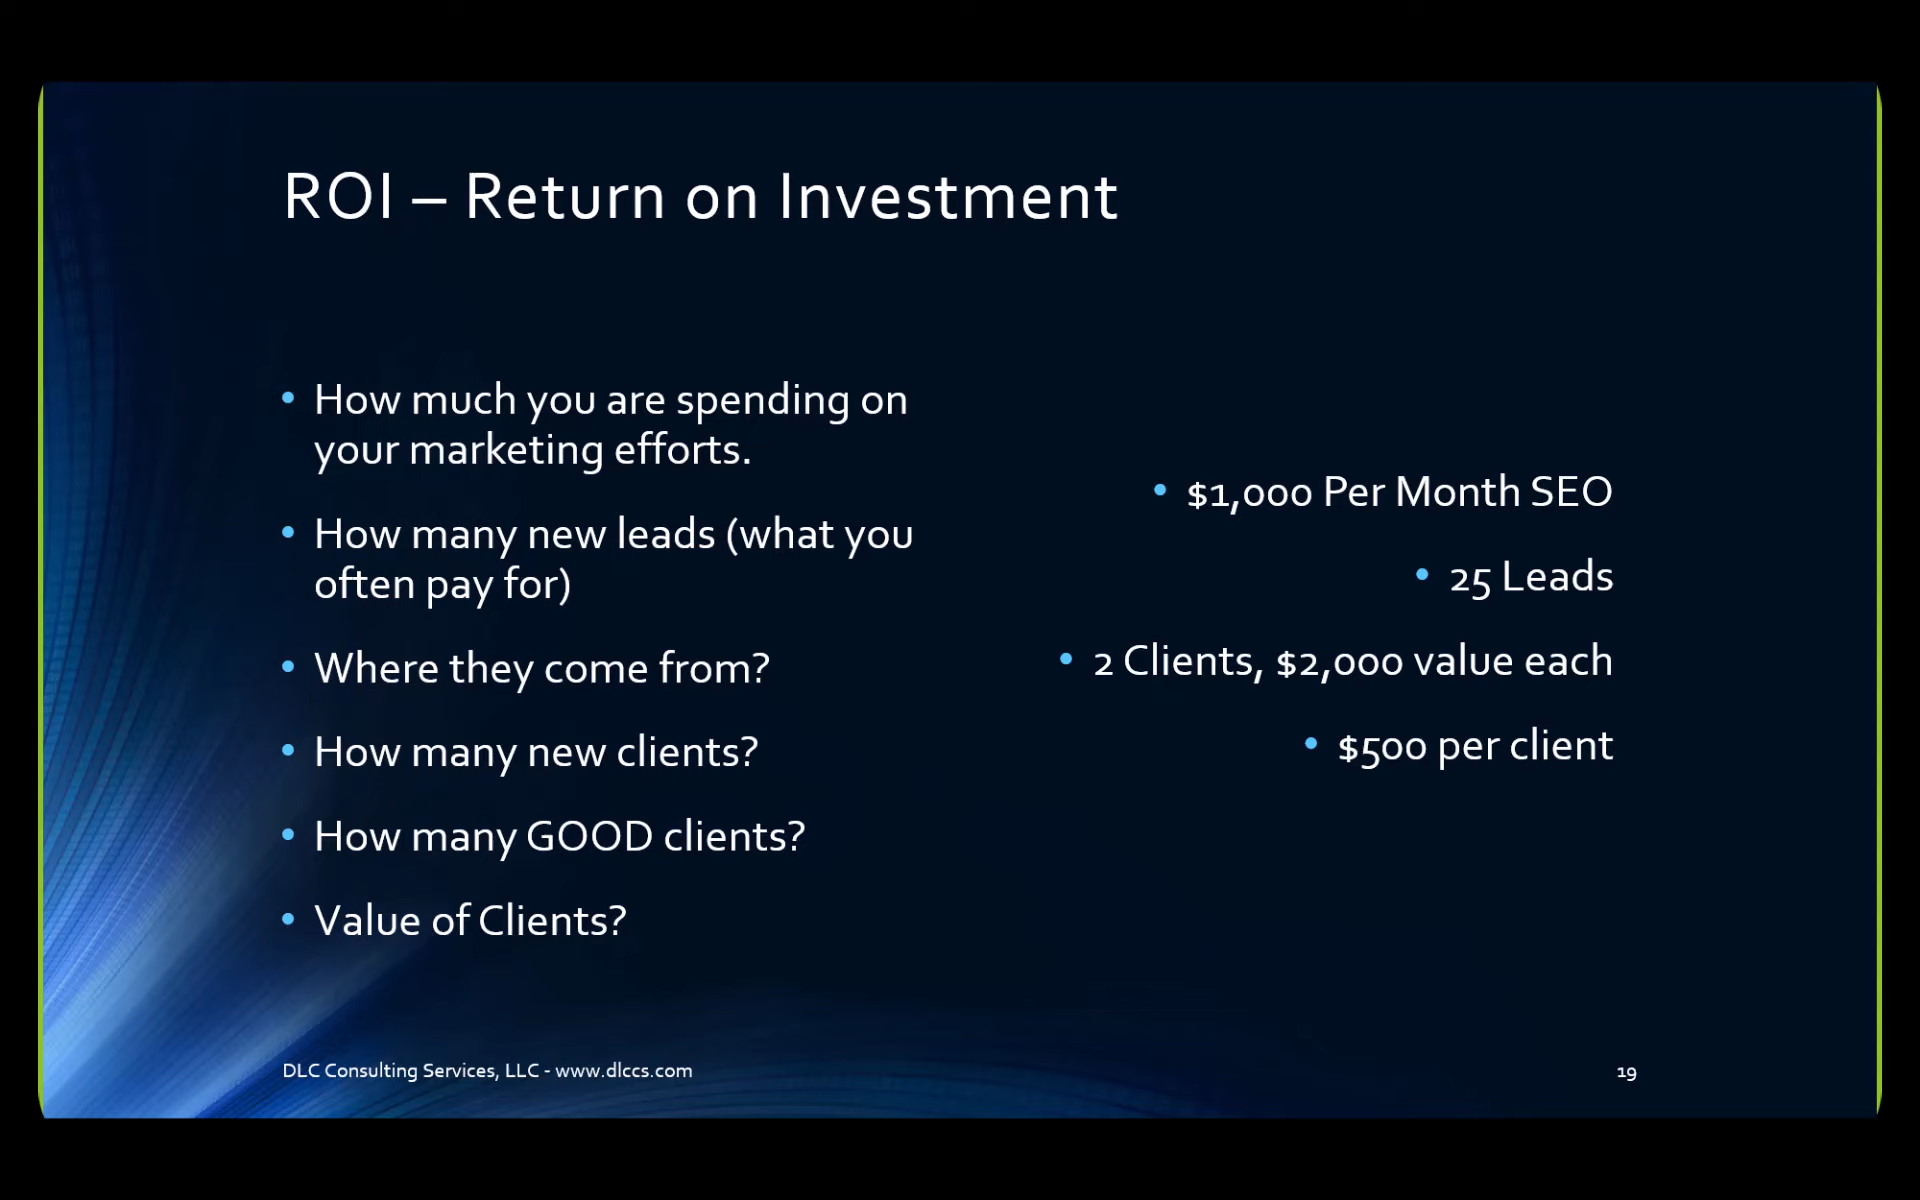 ROI – Return on Investment
• How much you are spending on
your marketing efforts.
• How many new leads (what you
often pay for)
• Where they come from?
• How many new clients?
• How many GOOD clients?
• Value of Clients?
• $1,000 Per Month SEO
• 25 Leads
• 2 Clients, $2,000 value each
• $500 per client
DLC Consulting Services, LLC - www.dlccs.com
19